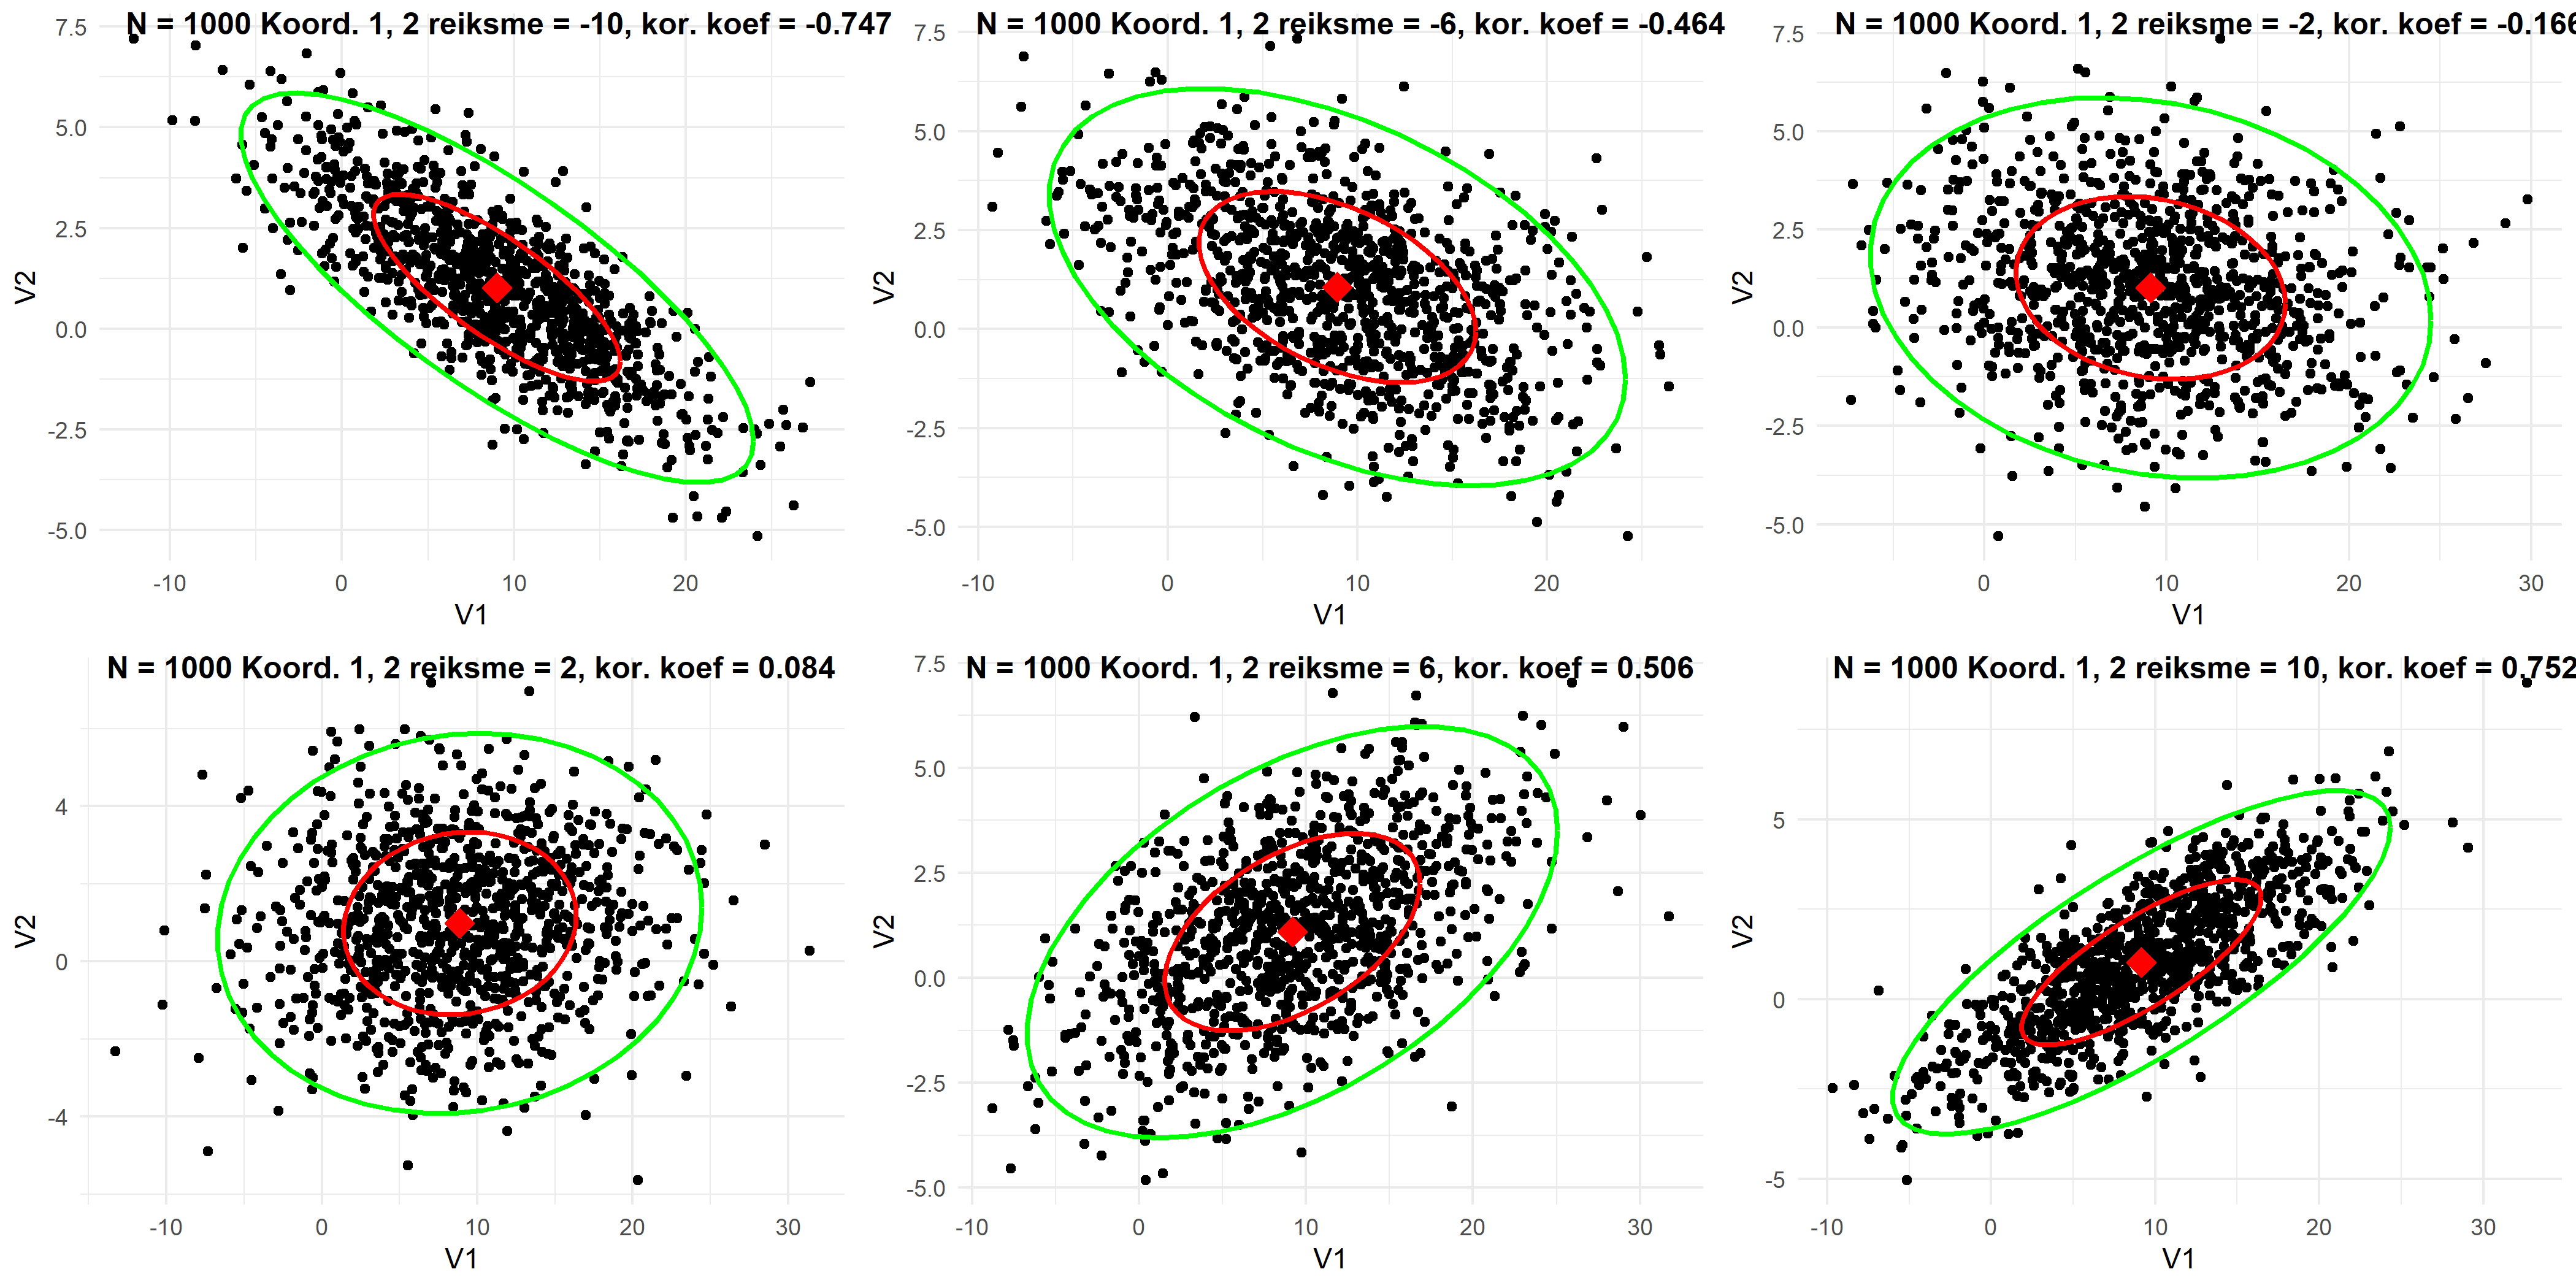 N = 1000 Koord. 1, 2 reiksme = -10, kor. koef = -0.747
7.5
5.0
2.5
0.0
-2.5
-5.0
V2
-10 0 10 20
V1
N = 1000 Koord. 1, 2 reiksme = -6, kor. koef = -0.464
7.5
5.0
2.5
0.0
-2.5
-5.0
V2
-10 0 10 20
V1
N = 1000 Koord. 1, 2 reiksme = -2, kor. koef = -0.166
7.5
5.0
2.5
0.0
-2.5
-5.0
V2
0 10 20 30
V1
N = 1000 Koord. 1, 2 reiksme = 2, kor. koef = 0.084
4
0
-4
V2
-10 0 10 20 30
V1
N = 1000 Koord. 1, 2 reiksme = 6, kor. koef = 0.506
7.5
5.0
2.5
0.0
-2.5
-5.0
V2
-10 0 10 20 30
V1
N = 1000 Koord. 1, 2 reiksme = 10, kor. koef = 0.752
5
0
-5
V2
-10 0 10 20 30
V1